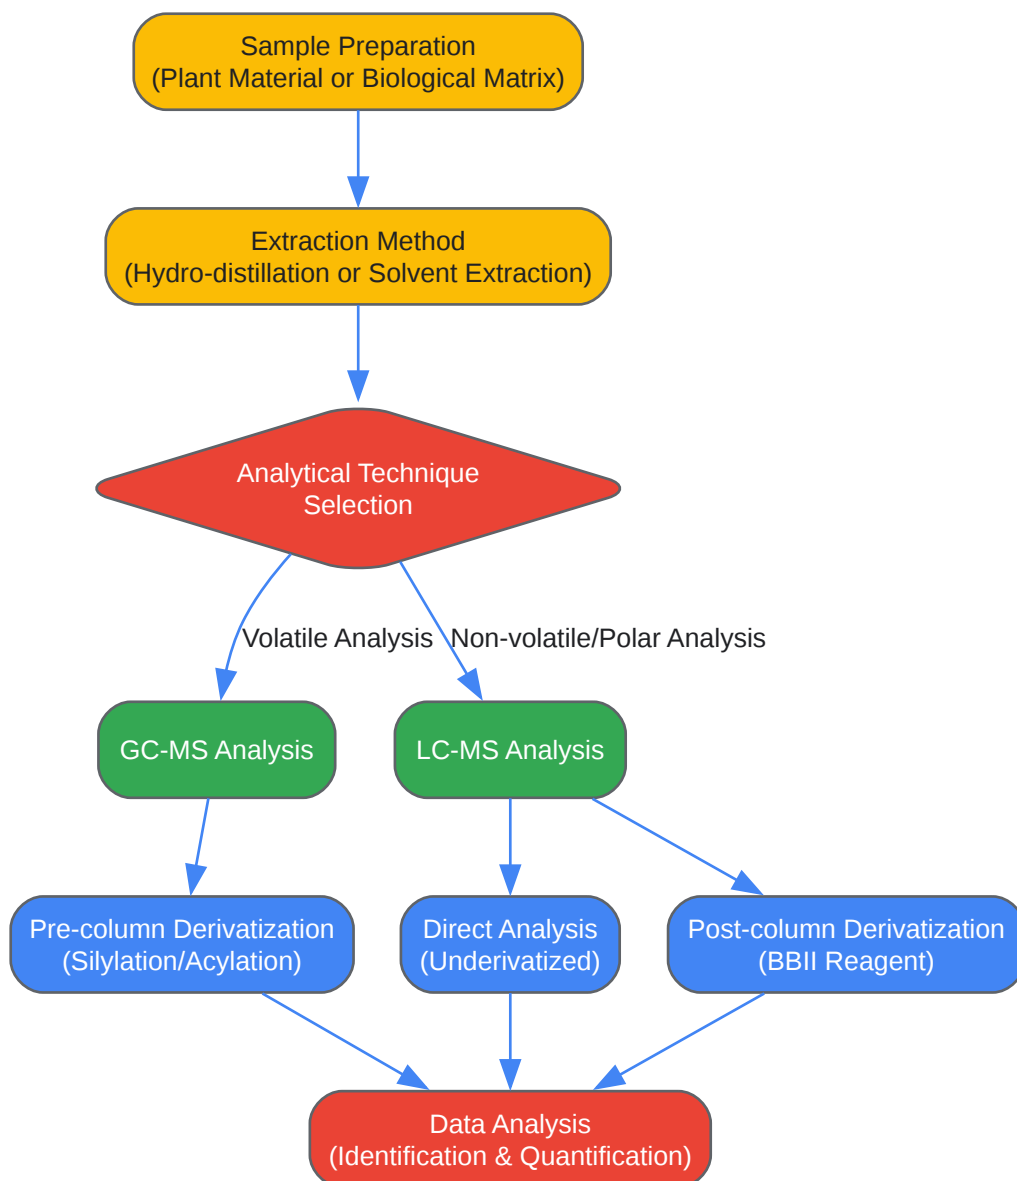 Sample Preparation
(Plant Material or Biological Matrix)
Extraction Method
(Hydro-distillation or Solvent Extraction)
Analytical Technique
Selection
Volatile Analysis
Non-volatile/Polar Analysis
GC-MS Analysis
LC-MS Analysis
Pre-column Derivatization
(Silylation/Acylation)
Direct Analysis
(Underivatized)
Post-column Derivatization
(BBII Reagent)
Data Analysis
(Identification & Quantification)